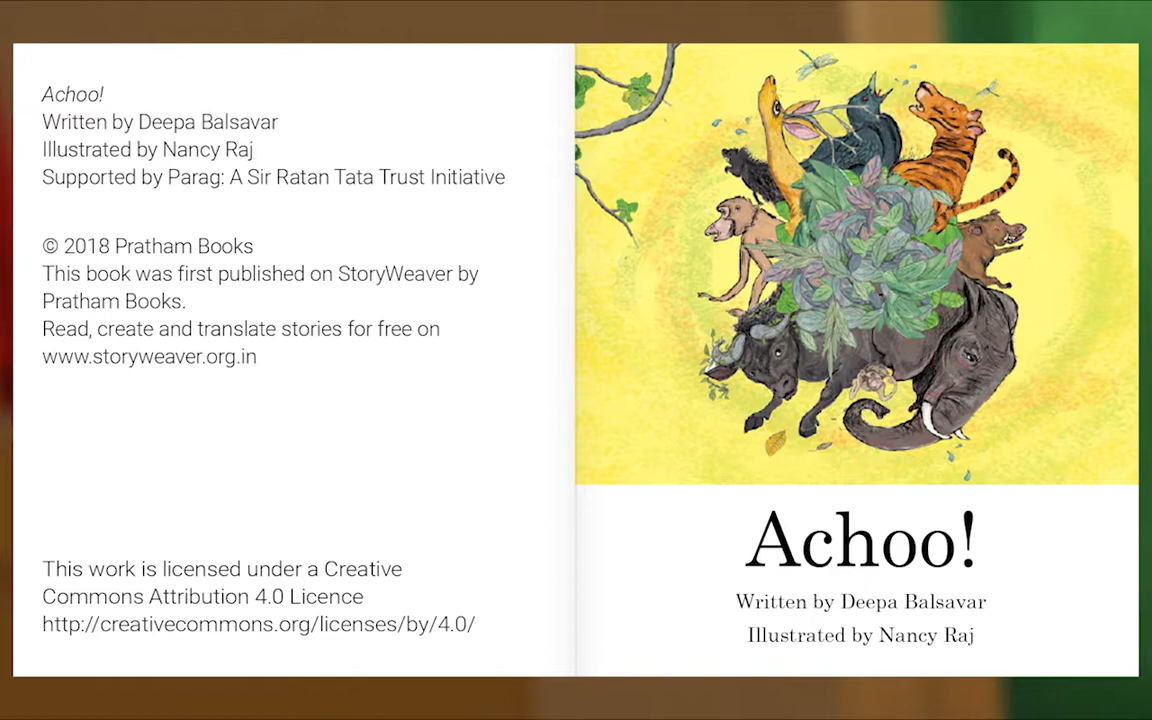 Achoo!
Written by Deepa Balsavar
Illustrated by Nancy Raj
Supported by Parag: A Sir Ratan Tata Trust Initiative
© 2018 Pratham Books
This book was first published on StoryWeaver by
Pratham Books.
Read, create and translate stories for free on
www.storyweaver.org.in
This work is licensed under a Creative
Commons Attribution 4.0 Licence
http://creativecommons.org/licenses/by/4.0/
Achoo!
Written by Deepa Balsavar
Illustrated by Nancy Raj